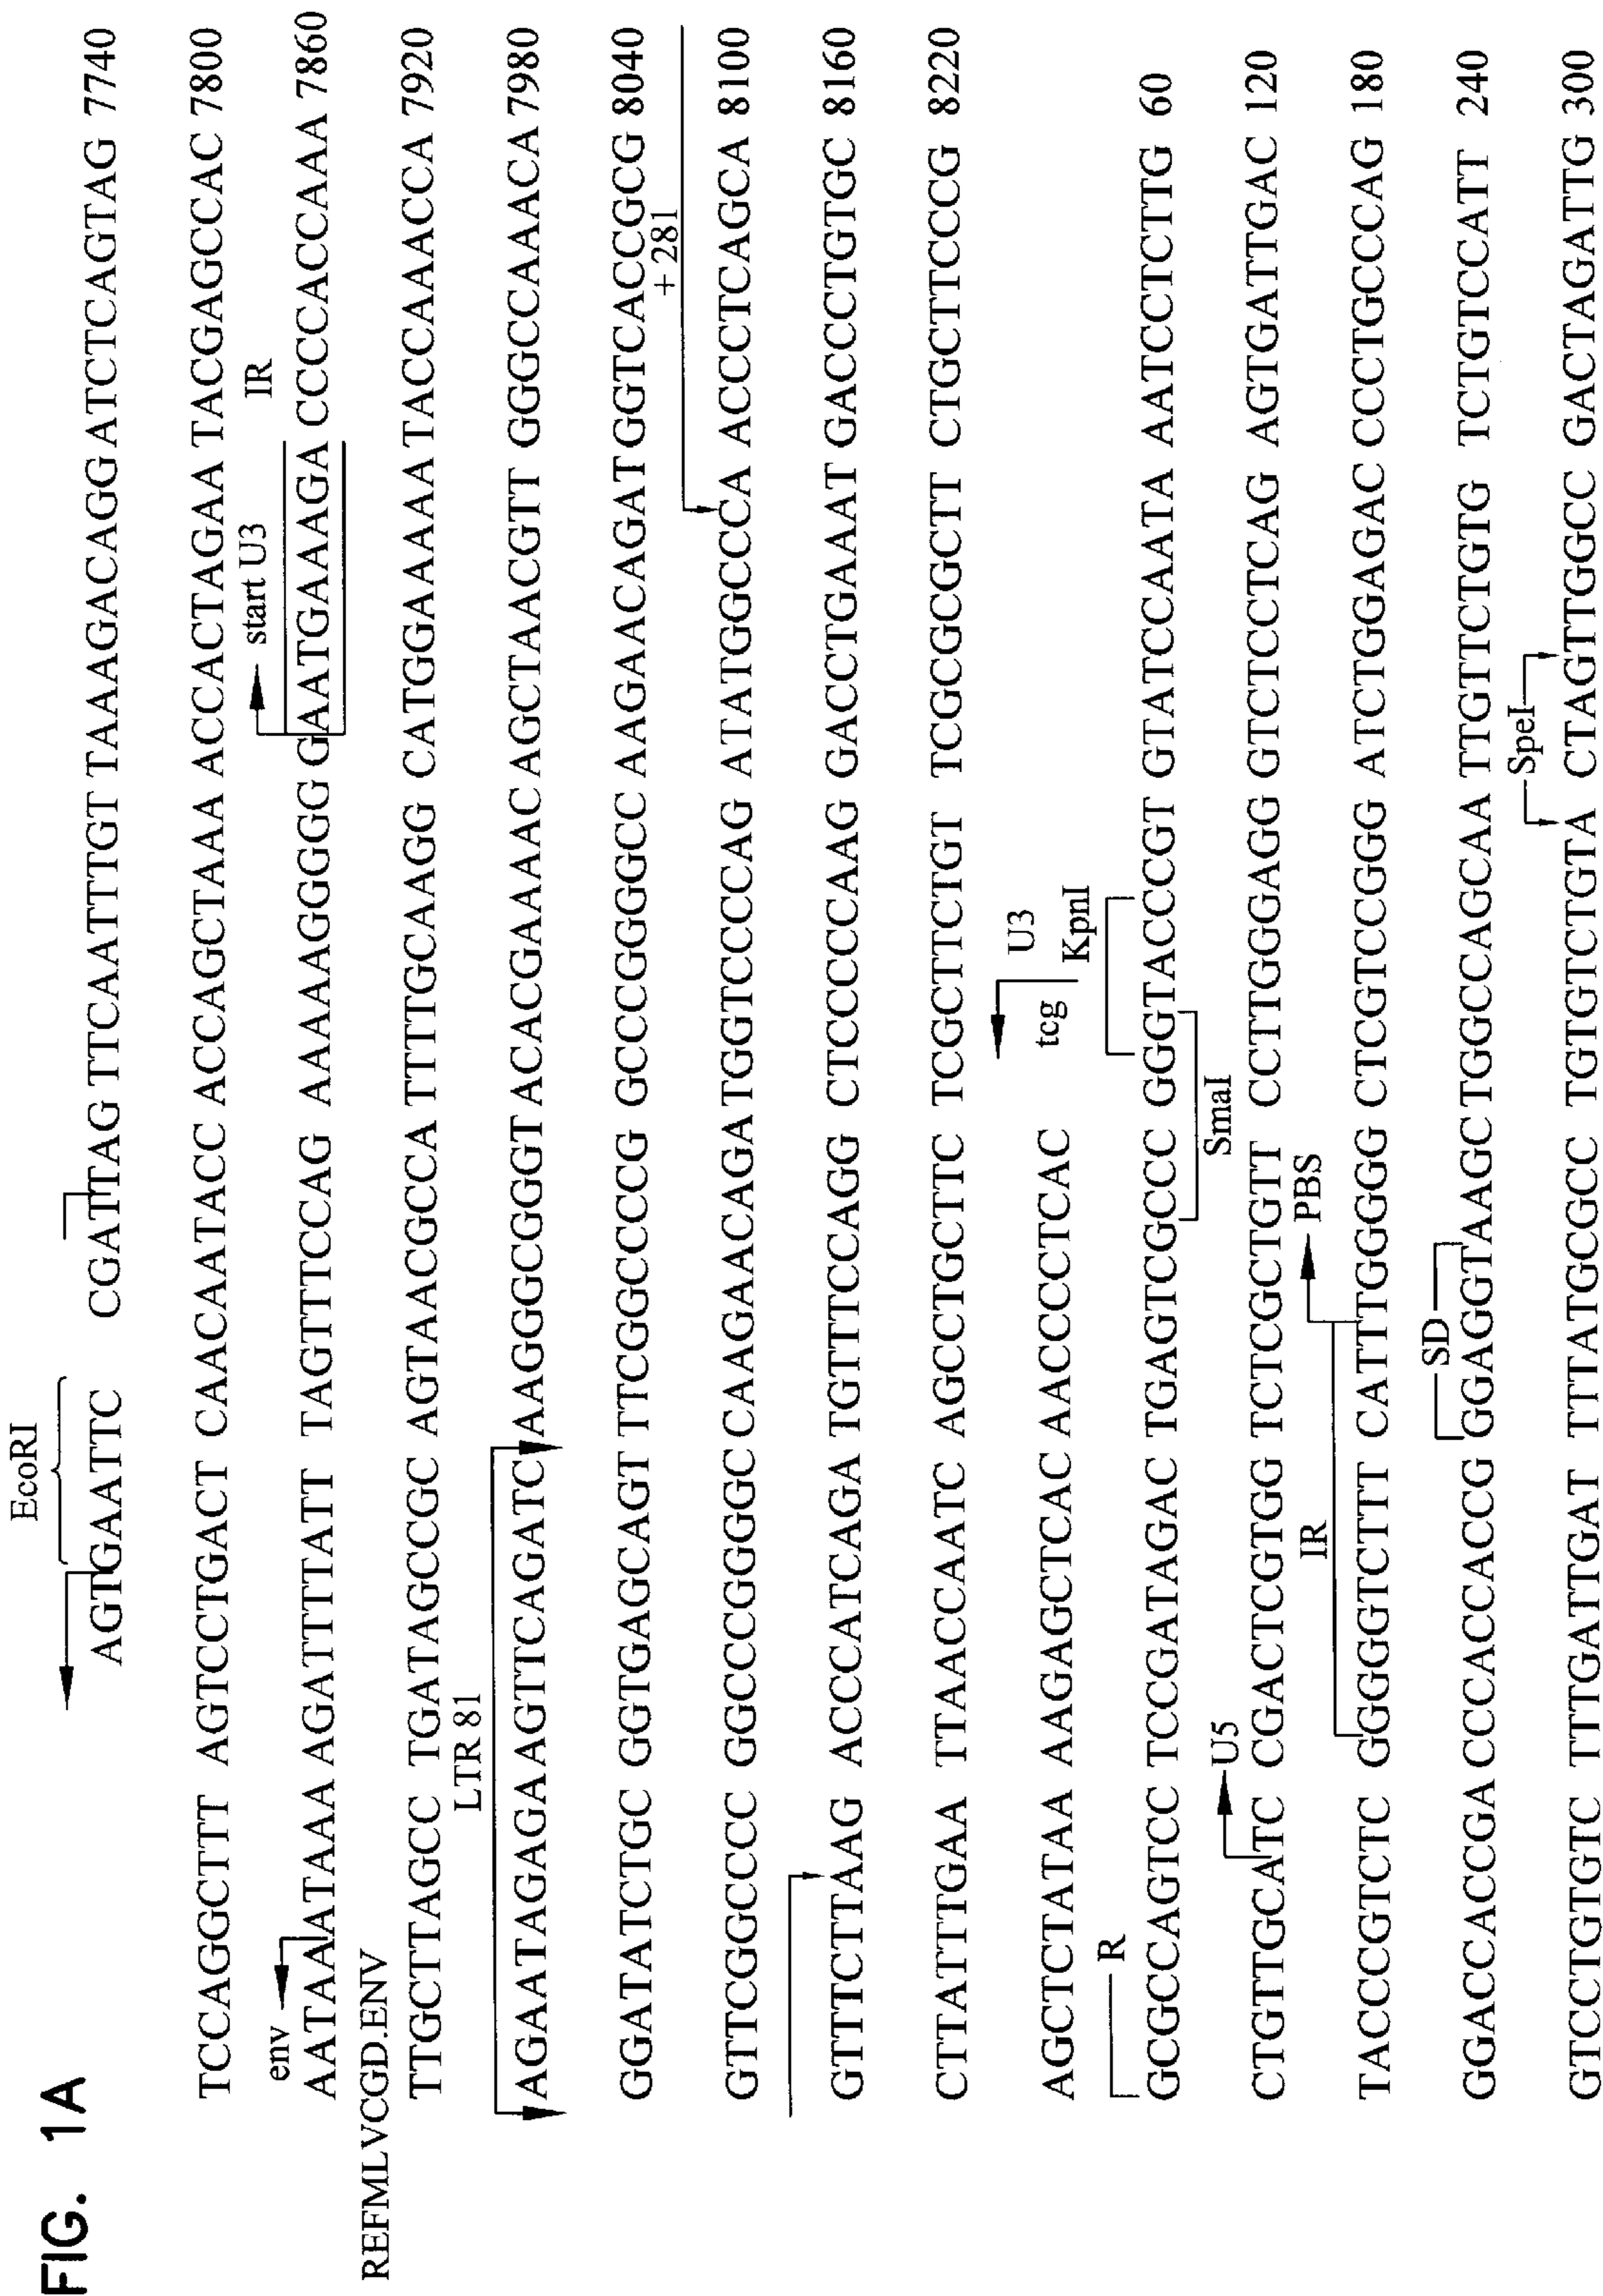 FIG. 1A
EcoRI
AGTGAATTC CGATTAG TTCAATTTGT TAAAGACAGG ATCTCAGTAG 7740
TCCAGGCTTT AGTCCTGACT CAACAATACC ACCAGCTAAA ACCACTAGAA TACGAGCCAC 7800
env start U3 IR
AATAAATAAA AGATTTTATT TAGTTTCCAG AAAAAGGGGG GAATGAAAGA CCCCACCAAA 7860
REFMLVCGD.ENV
TTGCTTAGCC TGATAGCCGC AGTAACGCCA TTTTGCAAGG CATGGAAAAA TACCAAACCA 7920
LTR 81
AGAATAGAGAAGTTCAGATC AAGGGCGGGT ACACGAAAAC AGCTAACGTT GGGCCAAACA 7980
GGATATCTGC GGTGAGCAGT TTCGGCCCCG GCCCGGGGCC AAGAACAGAT GGTCACCGCG 8040
+ 281
GTTCGGCCCC GGCCCGGGGC CAAGAACAGA TGGTCCCCAG ATATGGCCCA ACCCTCAGCA 8100
GTTTCTTAAG ACCCATCAGA TGTTTCCAGG CTCCCCCAAG GACCTGAAAT GACCCTGTGC 8160
CTTATTTGAA TTAACCAATC AGCCTGCTTC TCGCTTCTGT TCGCGCGCTT CTGCTTCCCG 8220
U3
AGCTCTATAA AAGAGCTCAC AACCCCTCAC tcg
R KpnI
GCGCCAGTCC TCCGATAGAC TGAGTCGCCC GGGTACCCGT GTATCCAATA AATCCTCTTG 60
SmaI
U5
CTGTTGCATC CGACTCGTGG TCTCGCTGTT CCTTGGGAGG GTCTCCTCAG AGTGATTGAC 120
IR PBS
TACCCGTCTC GGGGGTCTTT CATTTGGGGG CTCGTCCGGG ATCTGGAGAC CCCTGCCCAG 180
SD
GGACCACCGA CCCACCACCG GGAGGTAAGC TGGCCAGCAA TTGTTCTGTG TCTGTCCATT 240
SpeI
GTCCTGTGTC TTTGATTGAT TTTATGCGCC TGTGTCTGTA CTAGTTGGCC GACTAGATTG 300